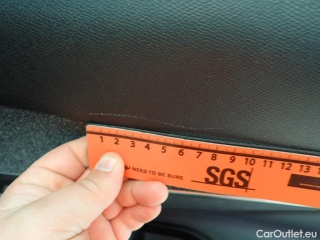 1 2 3 4 5 6 7 8 9 10 11 12 13
NEED TO BE SURE
SGS
CarOutlet.eu